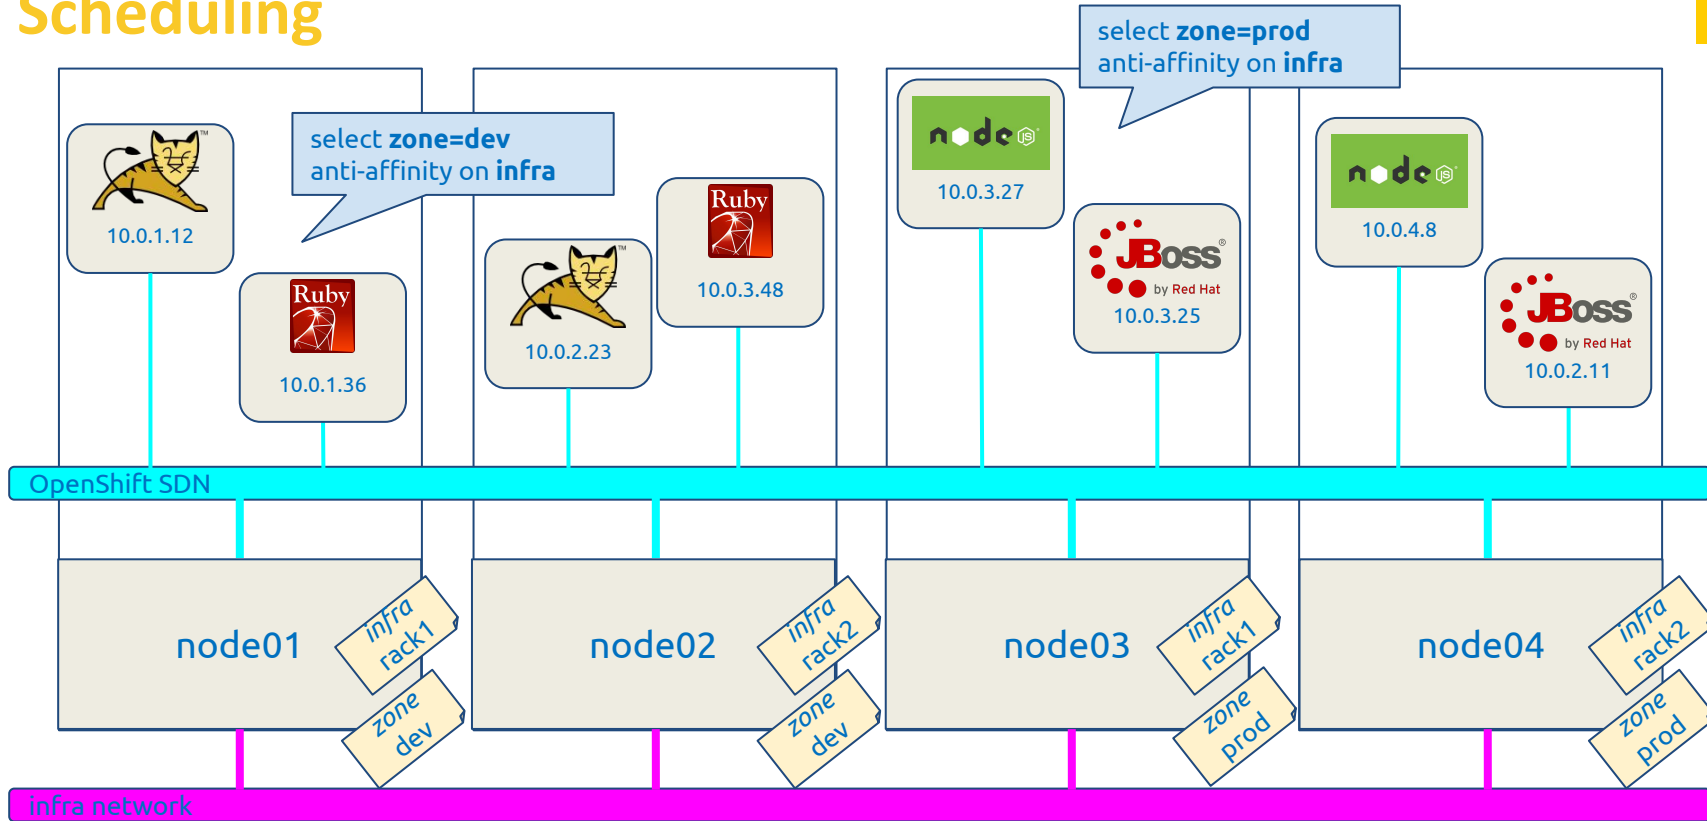 Scheduling
select zone=prod
anti-affinity on infra
select zone=dev
anti-affinity on infra
TM
10.0.1.12
Ruby
10.0.1.36
TM
10.0.2.23
Ruby
10.0.3.48
node JS
10.0.3.27
JBoss®
by Red Hat
10.0.3.25
node JS
10.0.4.8
JBoss®
by Red Hat
10.0.2.11
OpenShift SDN
node01
infra
rack1
zone
dev
node02
infra
rack2
zone
dev
node03
infra
rack1
zone
prod
node04
infra
rack2
zone
prod
infra network